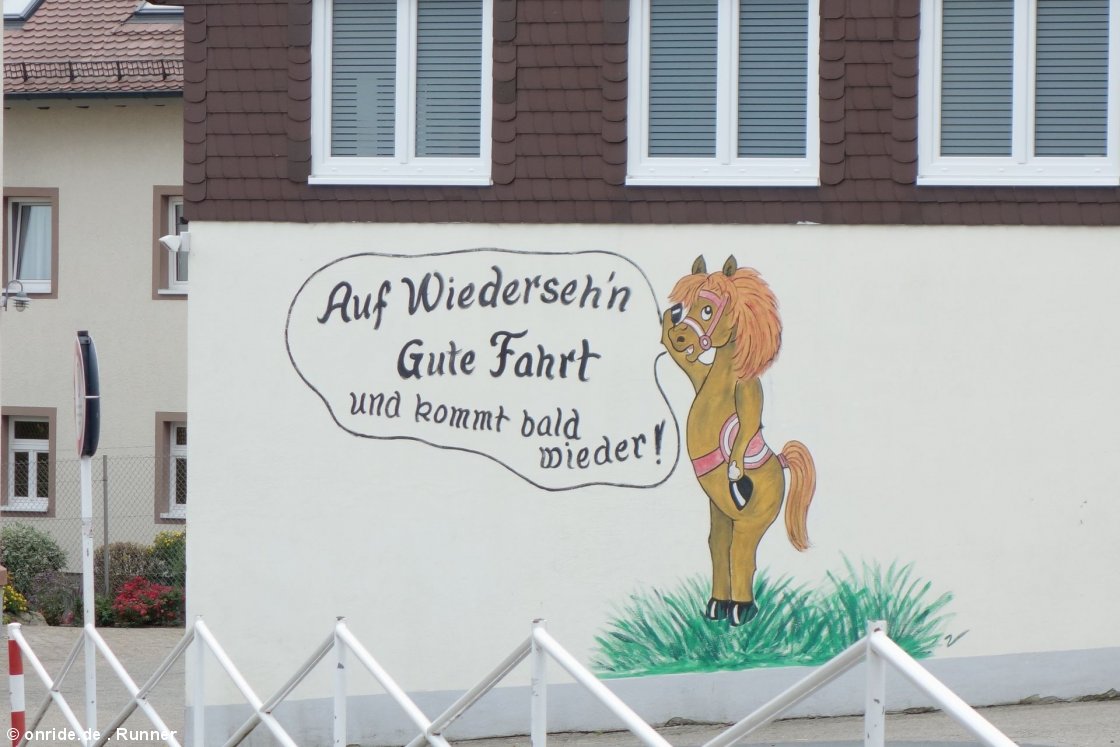 Auf Wiederseh'n
Gute Fahrt
und kommt bald
wieder!
© onride.de . Runner